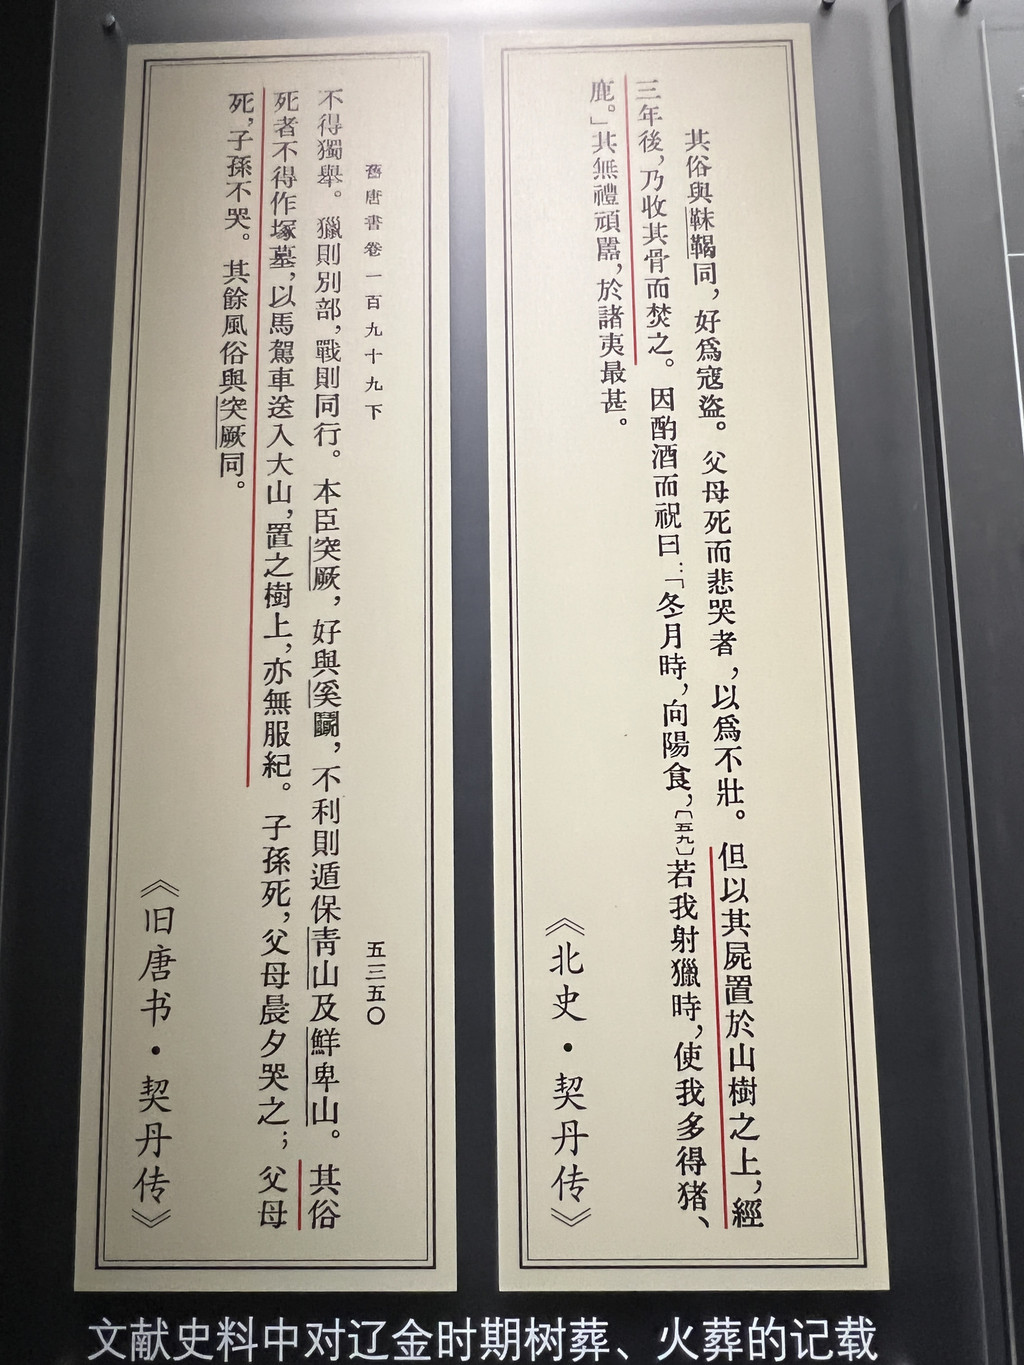 其俗與靺鞨同，好爲寇盜。父母死而悲哭者，以爲不壯。但以其屍置於山樹之上，經
三年後，乃收其骨而焚之。因酌酒而祝曰：「冬月時，向陽食，〔五九〕若我射獵時，使我多得猪、
鹿。」其無禮頑嚚，於諸夷最甚。
《北史·契丹传》
舊唐書卷一百九十九下
五三五〇
不得獨舉。獵則別部，戰則同行。本臣突厥，好與奚鬭，不利則遁保青山及鮮卑山。其俗
死者不得作塚墓，以馬駕車送入大山，置之樹上，亦無服紀。子孫死，父母晨夕哭之；父母
死，子孫不哭。其餘風俗與突厥同。
《旧唐书·契丹传》
文献史料中对辽金时期树葬、火葬的记载